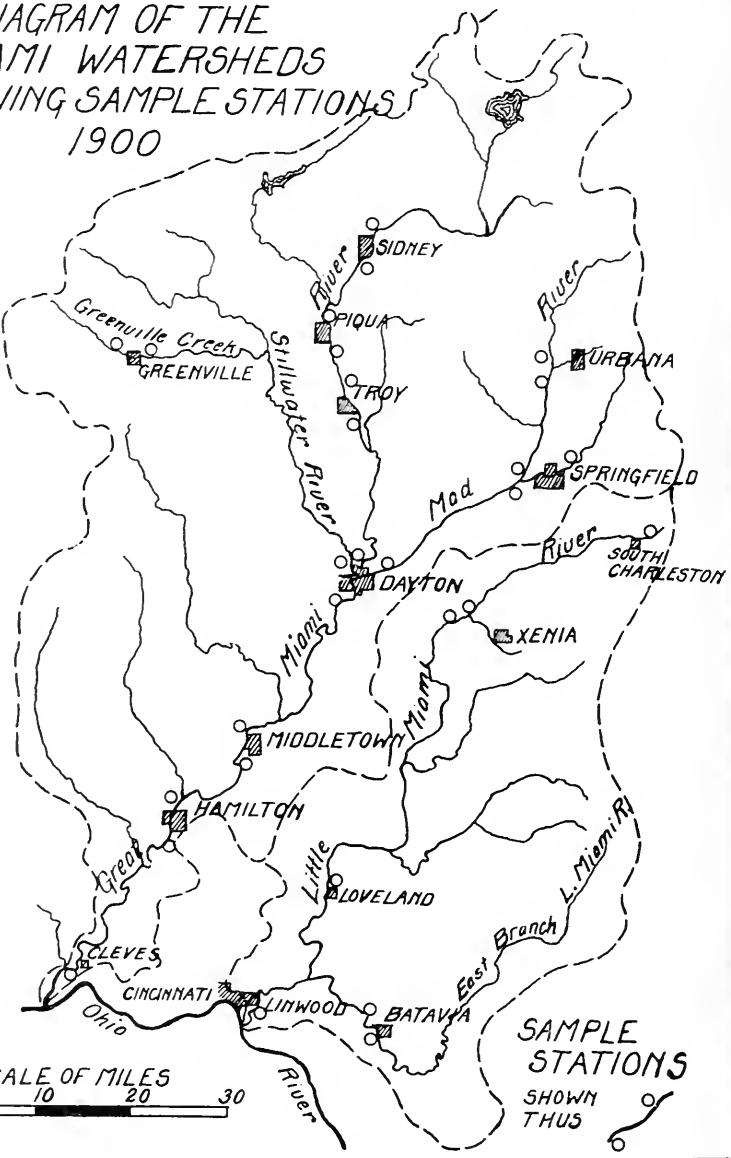 IAGRAM OF THE
AMI WATERSHEDS
WING SAMPLE STATIONS
1900
SIDNEY
River
PIQUA
River
Greenville Creek
GREENVILLE
Stillwater River
TROY
URBANA
SPRINGFIELD
Mad
River
SOUTH
CHARLESTON
DAYTON
XENIA
Miami
Miami
MIDDLETOWN
HAMILTON
Great
Little
LOVELAND
L. Miami R.
Branch
East
CLEVES
CINCINNATI
LINWOOD
BATAVIA
Ohio
River
SAMPLE
STATIONS
SHOWN
THUS
ALE OF MILES
10 20 30